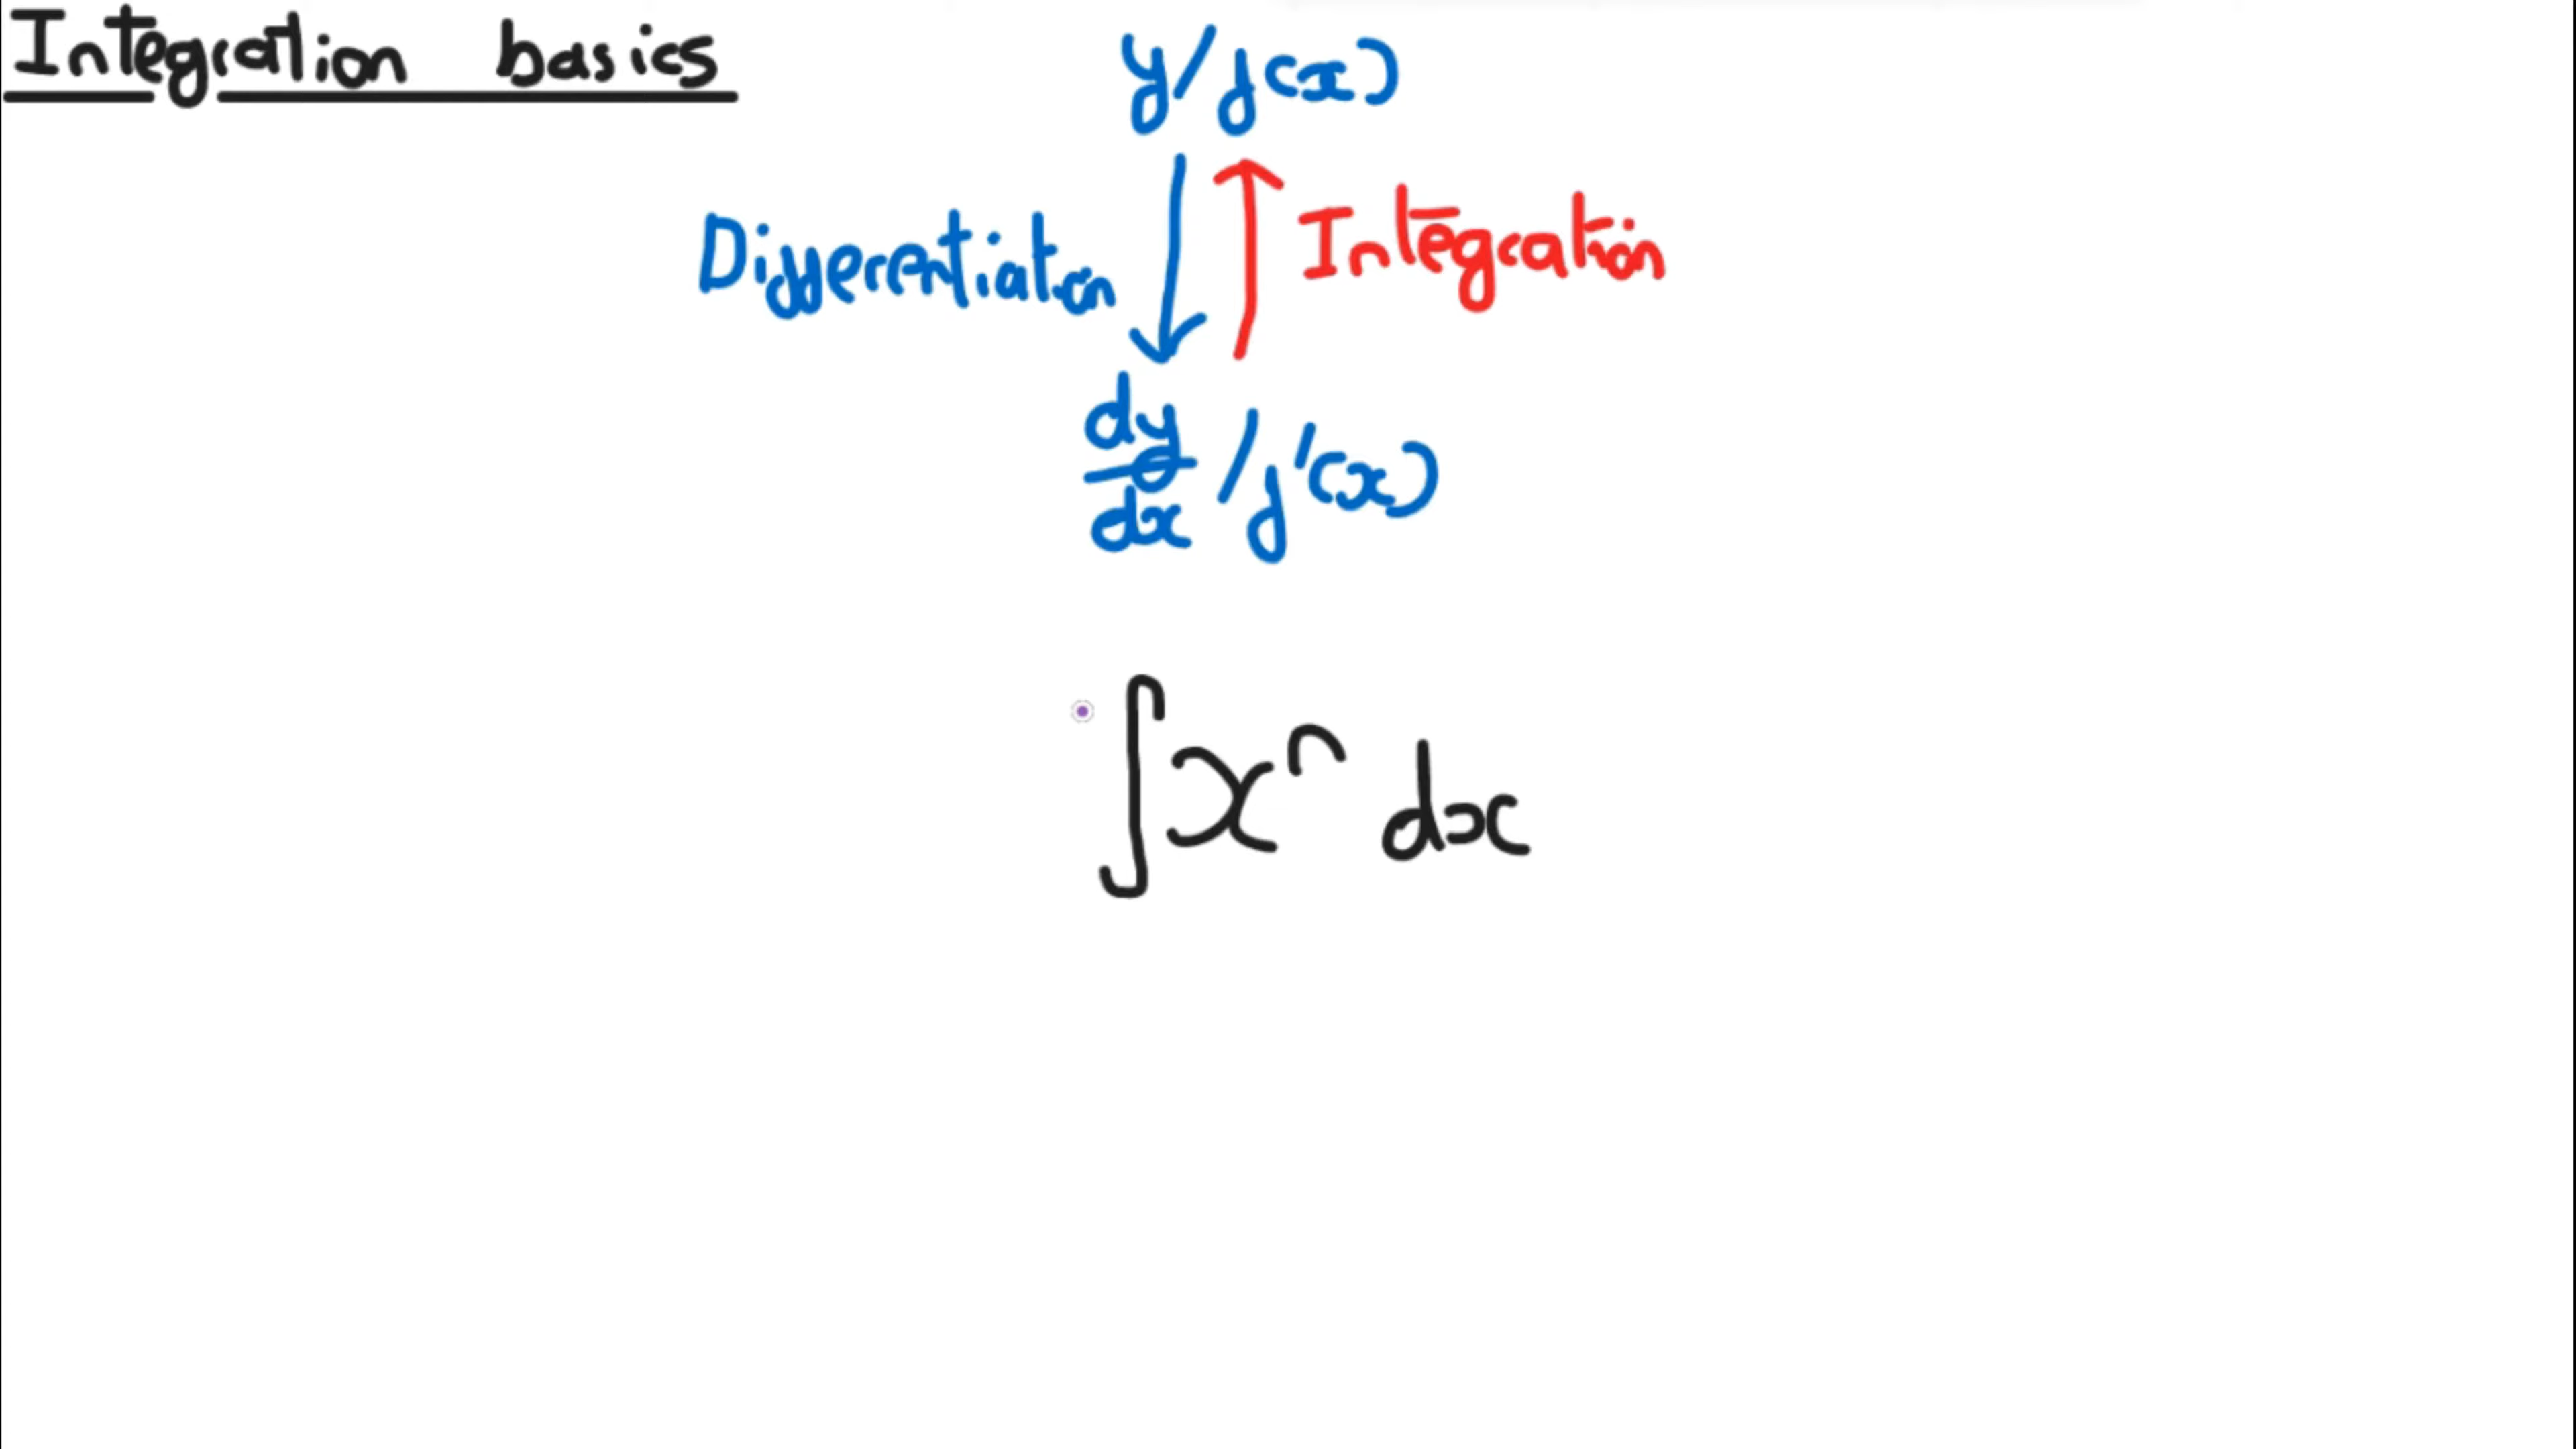 Integration basics
y/f(x)
Differentiation
Integration
dy/dx / f'(x)
∫xⁿ dx